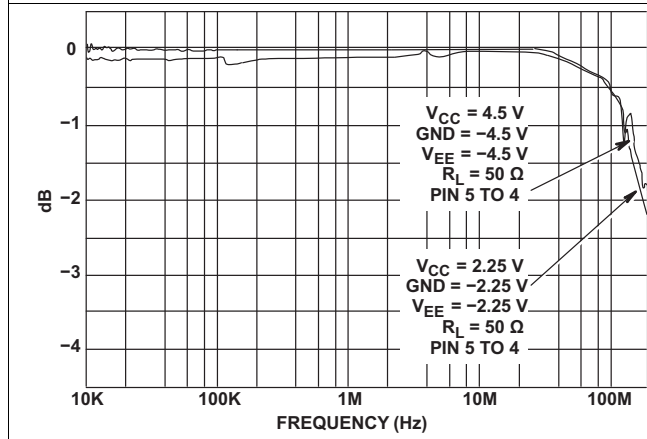 0
−1
−2
−3
−4
dB
V_CC = 4.5 V
GND = −4.5 V
V_EE = −4.5 V
R_L = 50 Ω
PIN 5 TO 4
V_CC = 2.25 V
GND = −2.25 V
V_EE = −2.25 V
R_L = 50 Ω
PIN 5 TO 4
10K 100K 1M 10M 100M
FREQUENCY (Hz)